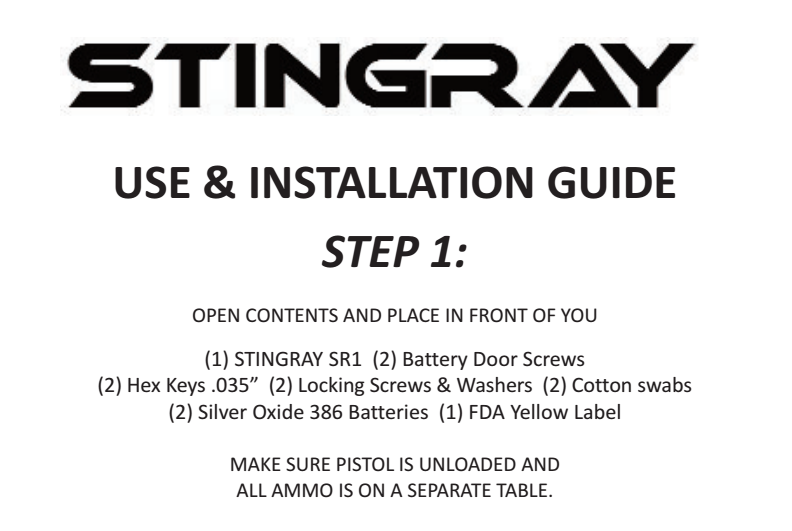 STINGRAY
USE & INSTALLATION GUIDE
STEP 1:
OPEN CONTENTS AND PLACE IN FRONT OF YOU
(1) STINGRAY SR1 (2) Battery Door Screws
(2) Hex Keys .035” (2) Locking Screws & Washers (2) Cotton swabs
(2) Silver Oxide 386 Batteries (1) FDA Yellow Label
MAKE SURE PISTOL IS UNLOADED AND
ALL AMMO IS ON A SEPARATE TABLE.